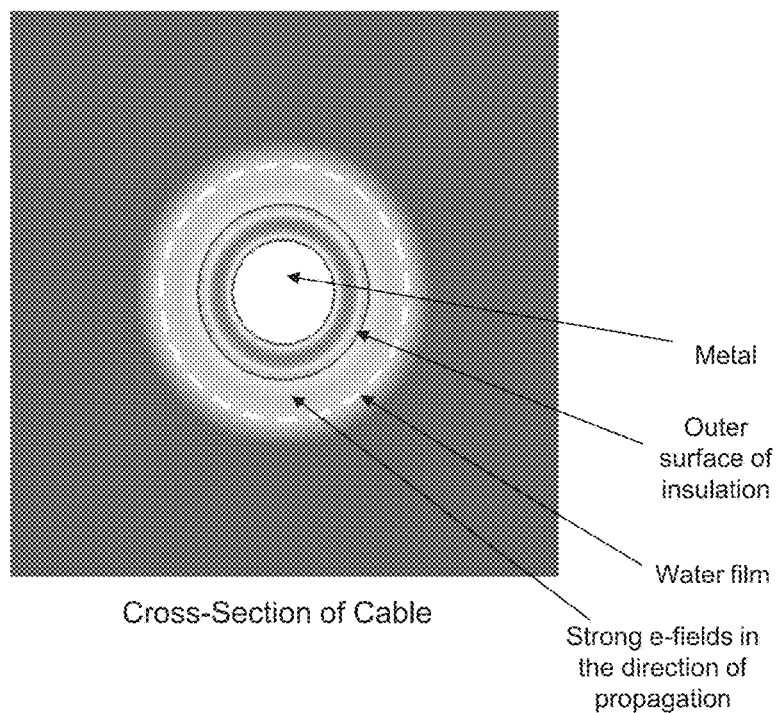 Metal
Outer
surface of
insulation
Water film
Cross-Section of Cable
Strong e-fields in
the direction of
propagation